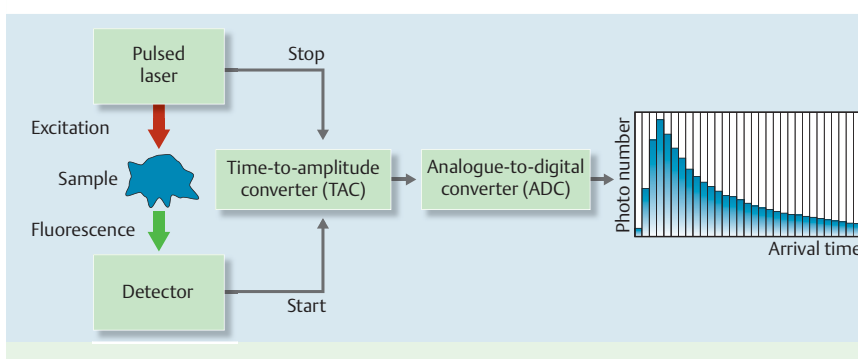 Pulsed
laser
Stop
Excitation
Sample
Time-to-amplitude
converter (TAC)
Analogue-to-digital
converter (ADC)
Photo number
Arrival time
Fluorescence
Detector
Start